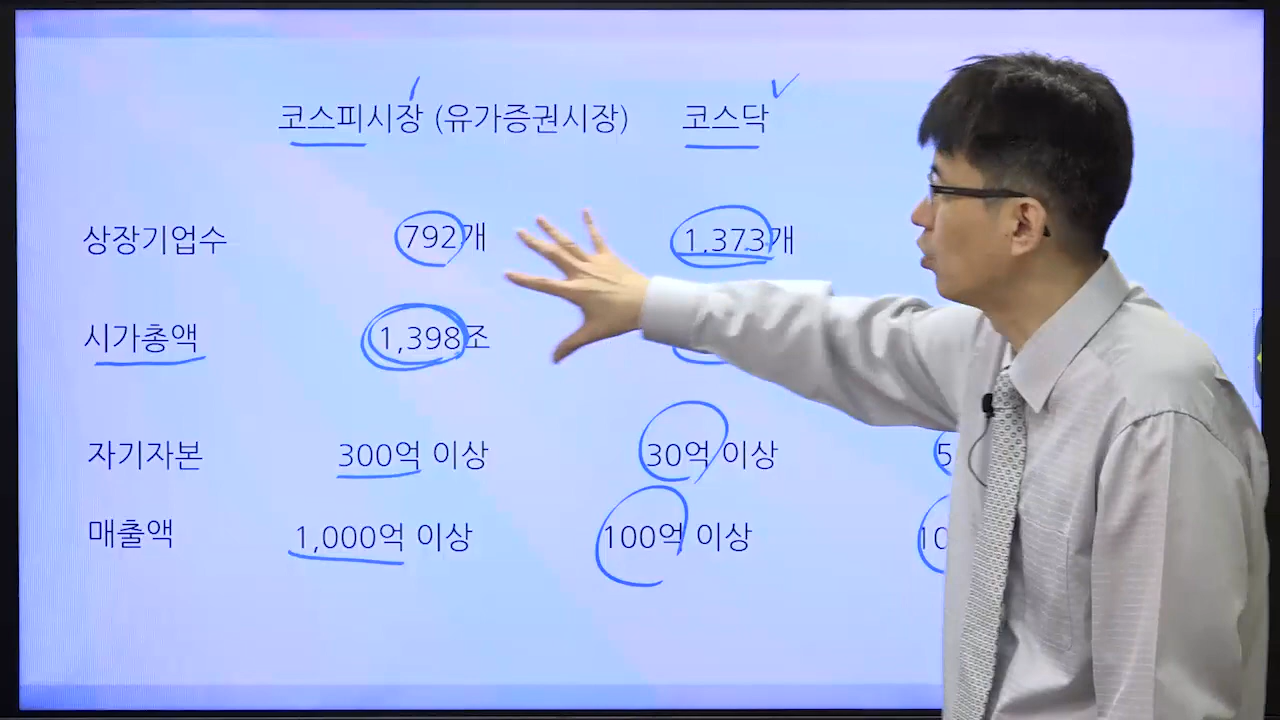 코스피시장 (유가증권시장) 코스닥
상장기업수 792개 1,373개
시가총액 1,398조
자기자본 300억 이상 30억 이상
매출액 1,000억 이상 100억 이상